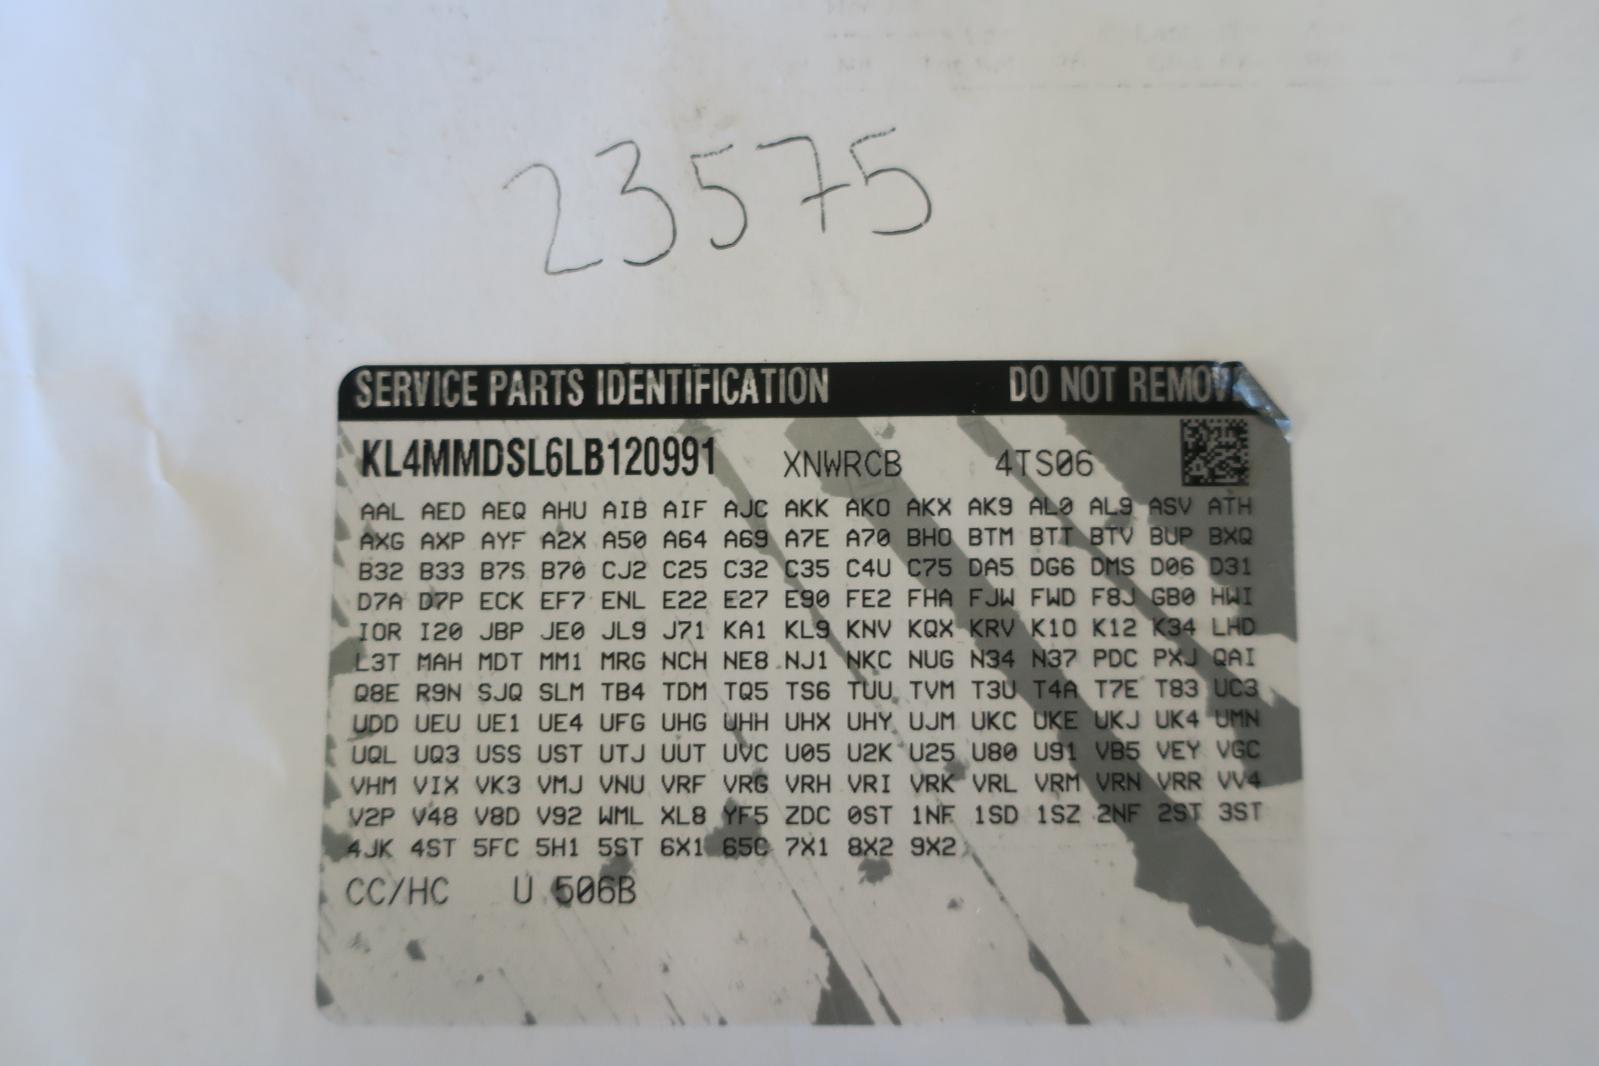 23575
SERVICE PARTS IDENTIFICATION DO NOT REMOVE
KL4MMDSL6LB120991 XNWRCB 4TS06
AAL AED AEQ AHU AIB AIF AJC AKK AKO AKX AK9 AL0 AL9 ASV ATH
AXG AXP AYF A2X A50 A64 A69 A7E A70 BHO BTM BTT BTV BUP BXQ
B32 B33 B7S B70 CJ2 C25 C32 C35 C4U C75 DA5 DG6 DMS D06 D31
D7A D7P ECK EF7 ENL E22 E27 E90 FE2 FHA FJW FWD F8J GB0 HWI
IOR I20 JBP JE0 JL9 J71 KA1 KL9 KNV KQX KRV K10 K12 K34 LHD
L3T MAH MDT MM1 MRG NCH NE8 NJ1 NKC NUG N34 N37 PDC PXJ QAI
Q8E R9N SJQ SLM TB4 TDM TQ5 TS6 TUU TVM T3U T4A T7E T83 UC3
UDD UEU UE1 UE4 UFG UHG UHH UHX UHY UJM UKC UKE UKJ UK4 UMN
UQL UQ3 USS UST UTJ UUT UVC U05 U2K U25 U80 U91 VB5 VEY VGC
VHM VIX VK3 VMJ VNU VRF VRG VRH VRI VRK VRL VRM VRN VRR VV4
V2P V48 V8D V92 WML XL8 YF5 ZDC 0ST 1NF 1SD 1SZ 2NF 2ST 3ST
4JK 4ST 5FC 5H1 5ST 6X1 65C 7X1 8X2 9X2
CC/HC U 506B